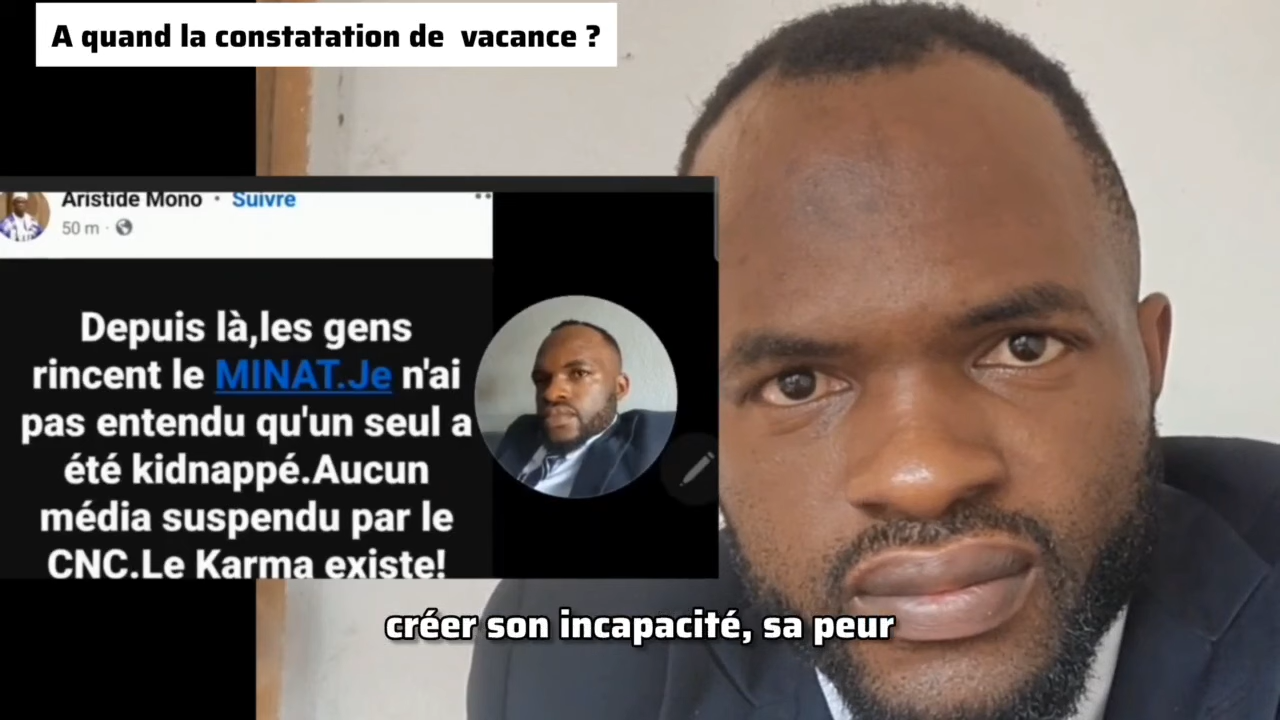 A quand la constatation de vacance ?
Aristide Mono · Suivre
50 m ·
Depuis là,les gens
rincent le MINAT.Je n'ai
pas entendu qu'un seul a
été kidnappé.Aucun
média suspendu par le
CNC.Le Karma existe!
créer son incapacité, sa peur